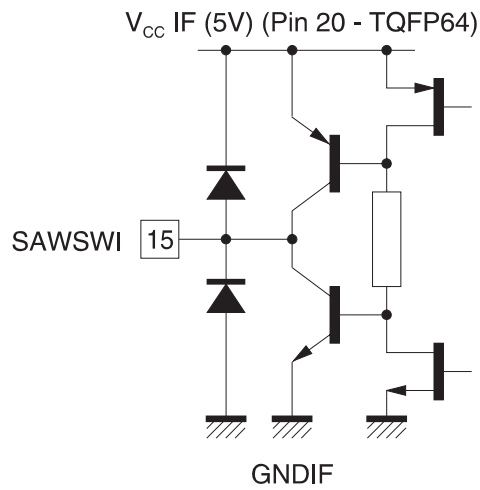 V_CC IF (5V) (Pin 20 - TQFP64)
SAWSWI 15
GNDIF